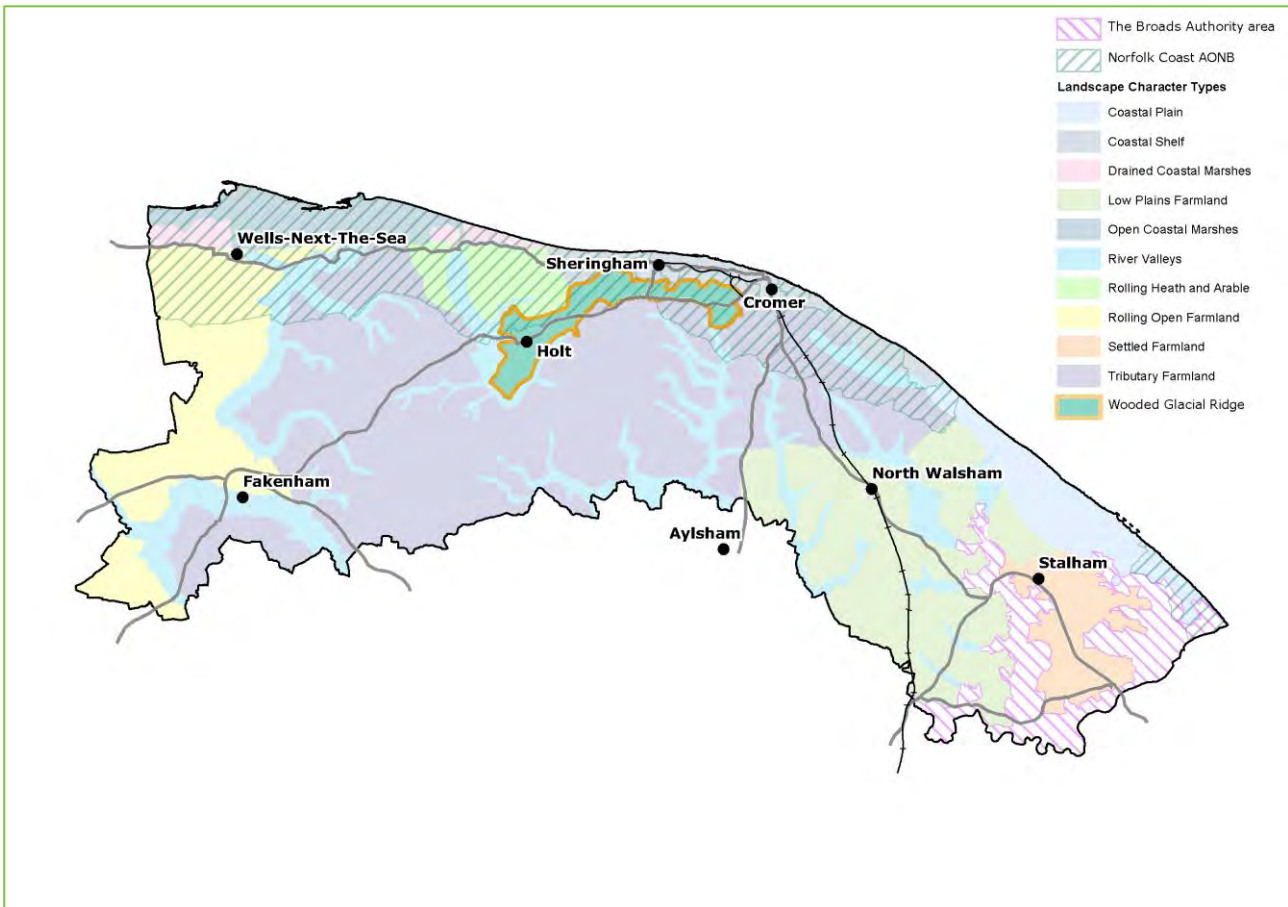 The Broads Authority area
Norfolk Coast AONB
Landscape Character Types
Coastal Plain
Coastal Shelf
Drained Coastal Marshes
Low Plains Farmland
Open Coastal Marshes
River Valleys
Rolling Heath and Arable
Rolling Open Farmland
Settled Farmland
Tributary Farmland
Wooded Glacial Ridge
Wells-Next-The-Sea
Sheringham
Cromer
Holt
Fakenham
North Walsham
Aylsham
Stalham